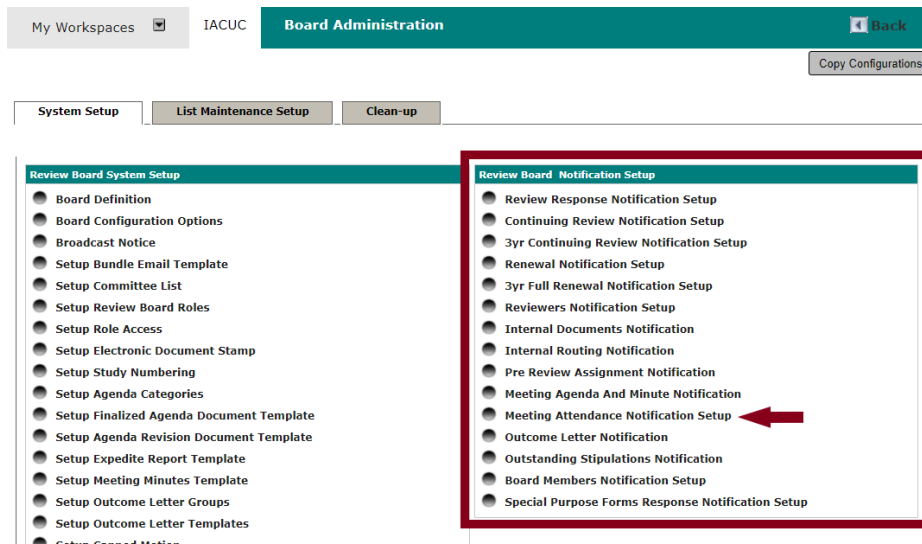 My Workspaces IACUC Board Administration Back
Copy Configurations
System Setup List Maintenance Setup Clean-up
Review Board System Setup
Board Definition
Board Configuration Options
Broadcast Notice
Setup Bundle Email Template
Setup Committee List
Setup Review Board Roles
Setup Role Access
Setup Electronic Document Stamp
Setup Study Numbering
Setup Agenda Categories
Setup Finalized Agenda Document Template
Setup Agenda Revision Document Template
Setup Expedite Report Template
Setup Meeting Minutes Template
Setup Outcome Letter Groups
Setup Outcome Letter Templates
Review Board Notification Setup
Review Response Notification Setup
Continuing Review Notification Setup
3yr Continuing Review Notification Setup
Renewal Notification Setup
3yr Full Renewal Notification Setup
Reviewers Notification Setup
Internal Documents Notification
Internal Routing Notification
Pre Review Assignment Notification
Meeting Agenda And Minute Notification
Meeting Attendance Notification Setup
Outcome Letter Notification
Outstanding Stipulations Notification
Board Members Notification Setup
Special Purpose Forms Response Notification Setup